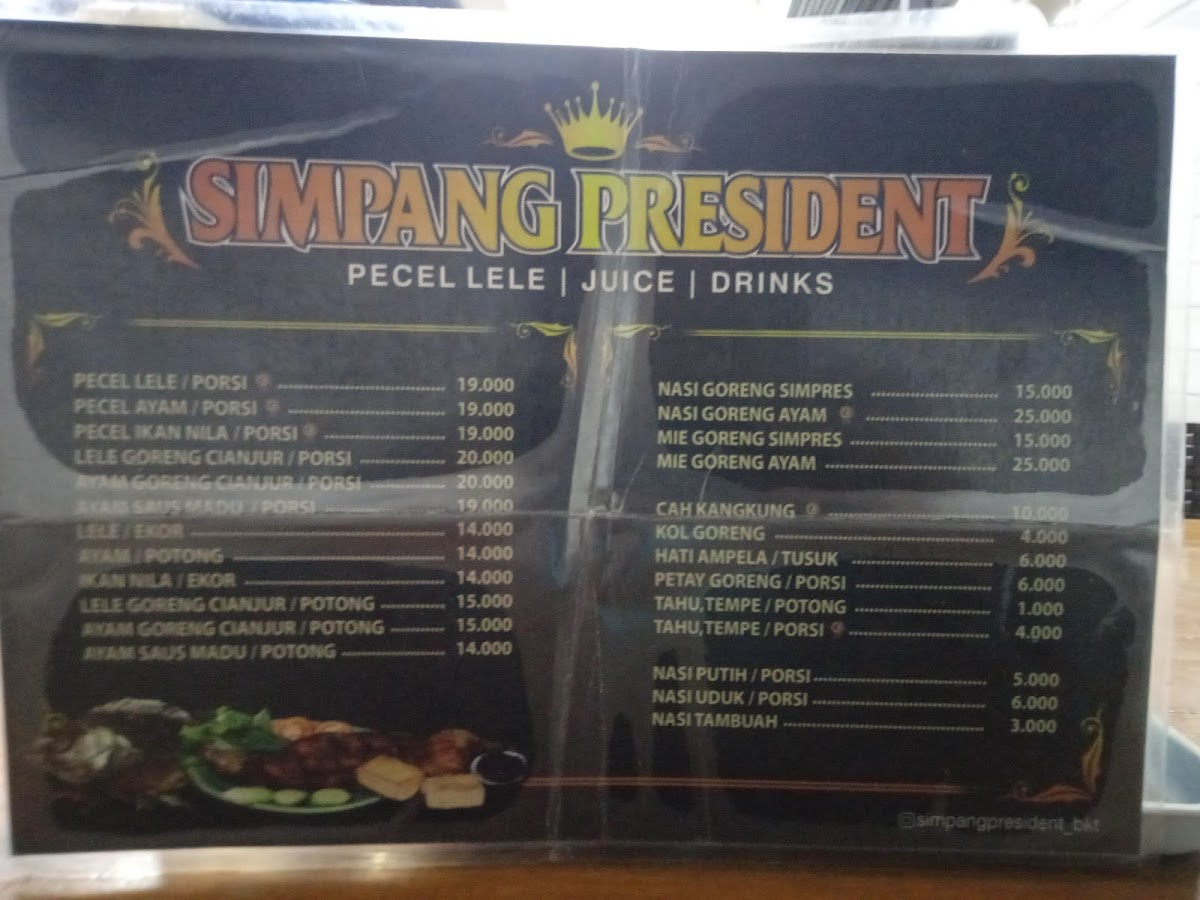 SIMPANG PRESIDENT
PECEL LELE | JUICE | DRINKS
PECEL LELE / PORSI ........ 19.000
PECEL AYAM / PORSI ........ 19.000
PECEL IKAN NILA / PORSI ........ 19.000
LELE GORENG CIANJUR / PORSI ........ 20.000
AYAM GORENG CIANJUR / PORSI ........ 20.000
AYAM SAUS MADU / PORSI ........ 19.000
LELE / EKOR ........ 14.000
AYAM / POTONG ........ 14.000
IKAN NILA / EKOR ........ 14.000
LELE GORENG CIANJUR / POTONG ........ 15.000
AYAM GORENG CIANJUR / POTONG ........ 15.000
AYAM SAUS MADU / POTONG ........ 14.000
NASI GORENG SIMPRES ........ 15.000
NASI GORENG AYAM ........ 25.000
MIE GORENG SIMPRES ........ 15.000
MIE GORENG AYAM ........ 25.000
CAH KANGKUNG ........ 10.000
KOL GORENG ........ 4.000
HATI AMPELA / TUSUK ........ 6.000
PETAY GORENG / PORSI ........ 6.000
TAHU,TEMPE / POTONG ........ 1.000
TAHU,TEMPE / PORSI ........ 4.000
NASI PUTIH / PORSI ........ 5.000
NASI UDUK / PORSI ........ 6.000
NASI TAMBUAH ........ 3.000
simpangpresident_bkt